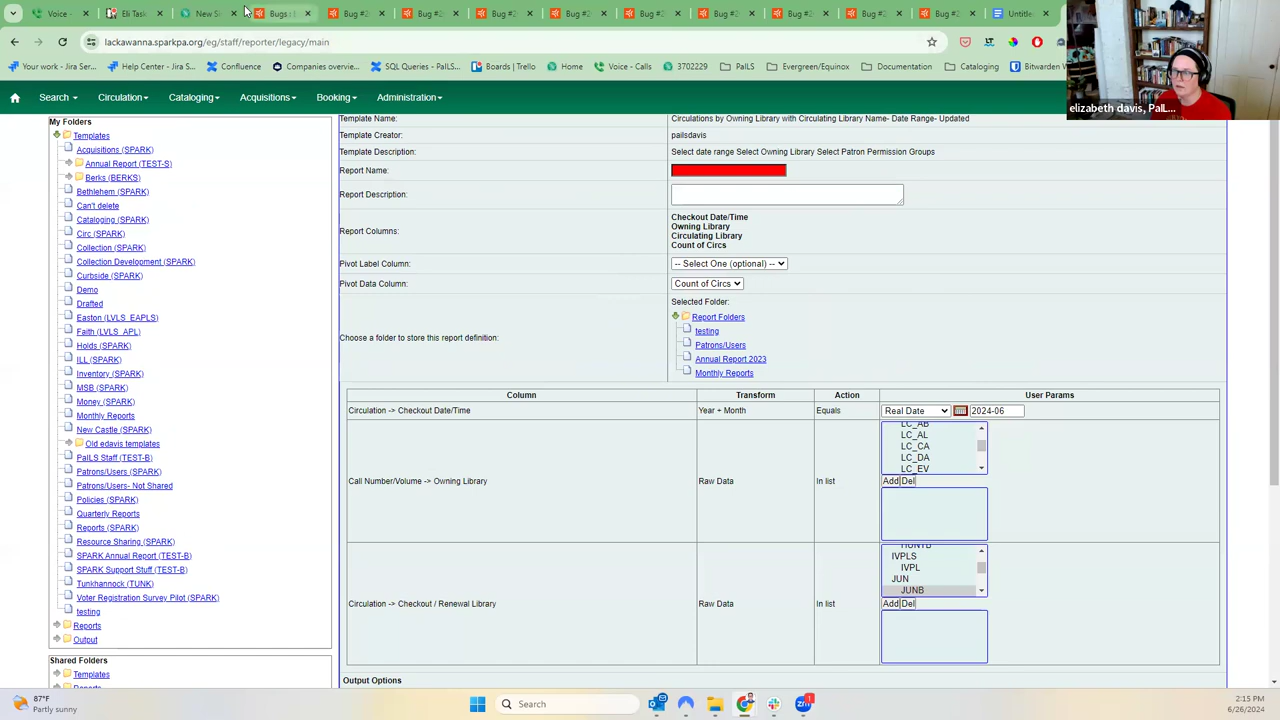 Voice -
Eli Task
New Si
Bugs
Bug #2
Bug #2
Bug #2
Bug #2
Bug #2
Bug #2
Bug #2
Bug #2
Bug #2
Untitle
lackawanna.sparkpa.org/eg/staff/reporter/legacy/main
Your work - Jira Ser...
Help Center - Jira S...
Confluence
Companies overvie...
SQL Queries - PalLS...
Boards | Trello
Home
Voice - Calls
3702229
PaILS
Evergreen/Equinox
Documentation
Cataloging
Bitwarden
elizabeth davis, PaiL...
Search
Circulation
Cataloging
Acquisitions
Booking
Administration
My Folders
Templates
Acquisitions (SPARK)
Annual Report (TEST-S)
Berks (BERKS)
Bethlehem (SPARK)
Can't delete
Cataloging (SPARK)
Circ (SPARK)
Collection (SPARK)
Collection Development (SPARK)
Curbside (SPARK)
Demo
Drafted
Easton (LVLS_EAPLS)
Faith (LVLS_APL)
Holds (SPARK)
ILL (SPARK)
Inventory (SPARK)
MSB (SPARK)
Money (SPARK)
Monthly Reports
New Castle (SPARK)
Old edavis templates
PaILS Staff (TEST-B)
Patrons/Users (SPARK)
Patrons/Users- Not Shared
Policies (SPARK)
Quarterly Reports
Reports (SPARK)
Resource Sharing (SPARK)
SPARK Annual Report (TEST-B)
SPARK Support Stuff (TEST-B)
Tunkhannock (TUNK)
Voter Registration Survey Pilot (SPARK)
testing
Reports
Output
Shared Folders
Templates
Template Name: Circulations by Owning Library with Circulating Library Name- Date Range- Updated
Template Creator: pailsdavis
Template Description: Select date range Select Owning Library Select Patron Permission Groups
Report Name:
Report Description:
Report Columns:
Checkout Date/Time
Owning Library
Circulating Library
Count of Circs
Pivot Label Column: -- Select One (optional) --
Pivot Data Column: Count of Circs
Choose a folder to store this report definition:
Selected Folder:
Report Folders
testing
Patrons/Users
Annual Report 2023
Monthly Reports
Column Transform Action User Params
Circulation -> Checkout Date/Time Year + Month Equals Real Date 2024-06
Call Number/Volume -> Owning Library Raw Data In list
LC_AB
LC_AL
LC_CA
LC_DA
LC_EV
Add Del
Circulation -> Checkout / Renewal Library Raw Data In list
IVPLS
IVPL
JUN
JUNB
Add Del
Output Options
87°F
Partly sunny
Search
2:15 PM
6/26/2024